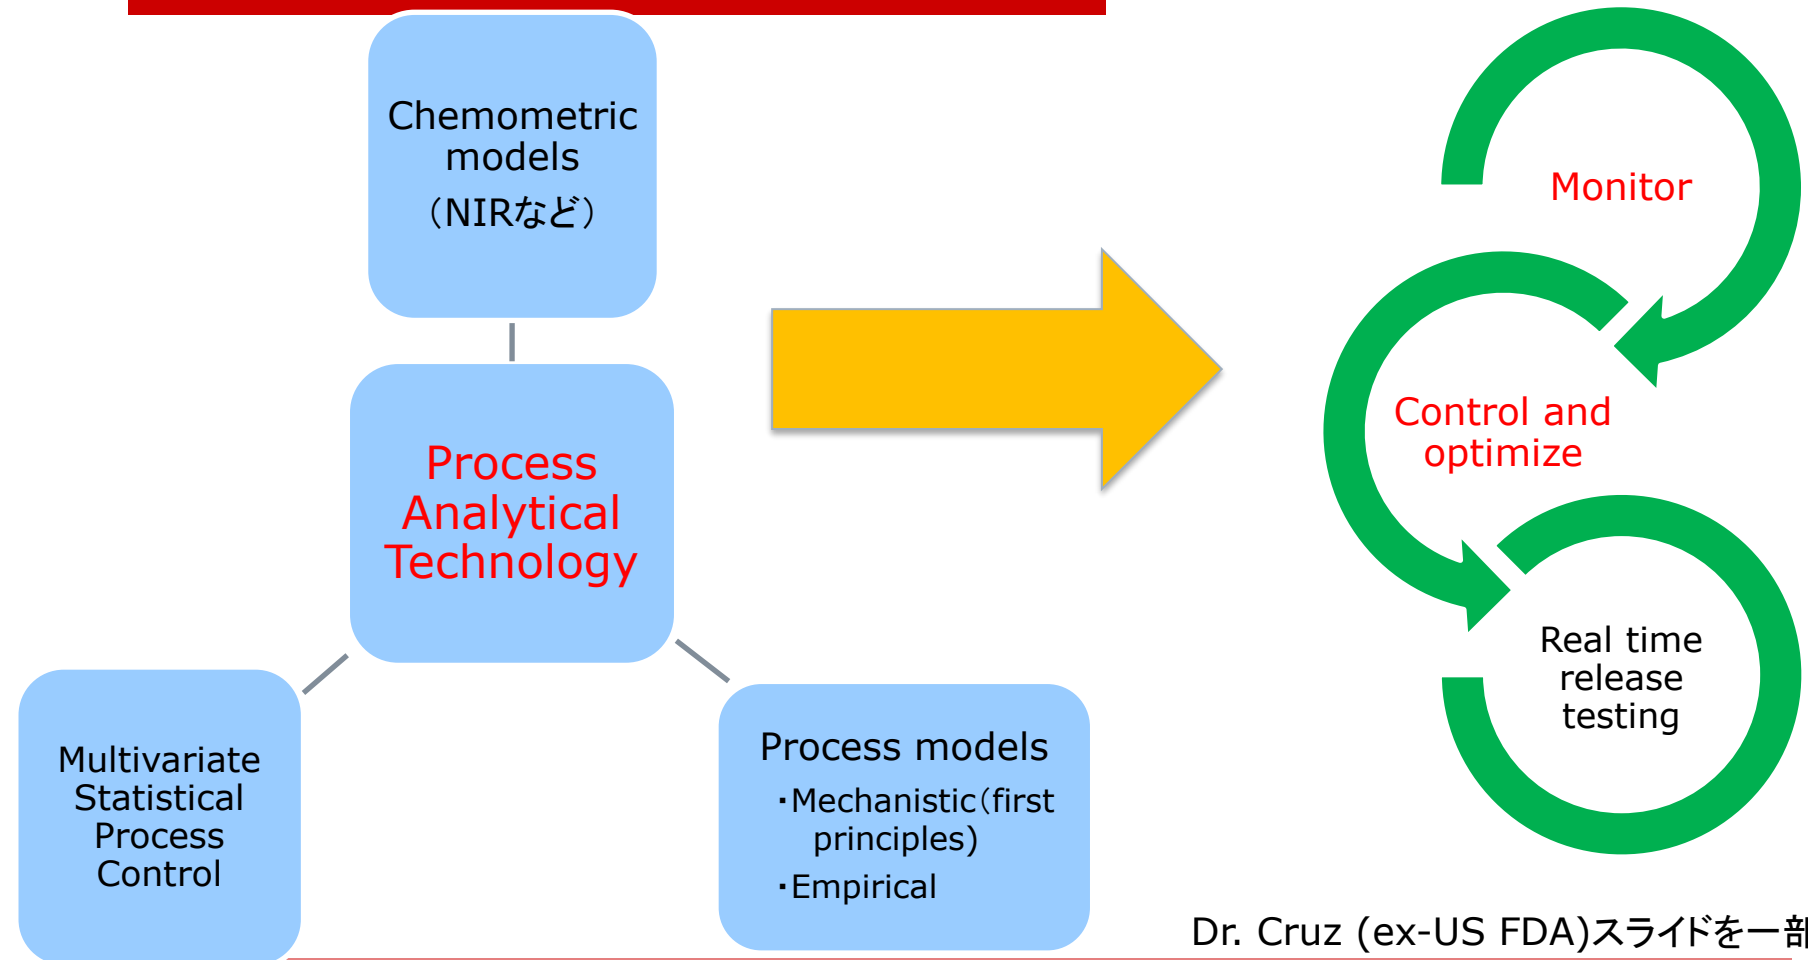 Chemometric
models
（NIRなど）
Process
Analytical
Technology
Multivariate
Statistical
Process
Control
Process models
・Mechanistic（first
principles)
・Empirical
Monitor
Control and
optimize
Real time
release
testing
Dr. Cruz (ex-US FDA)スライドを一部